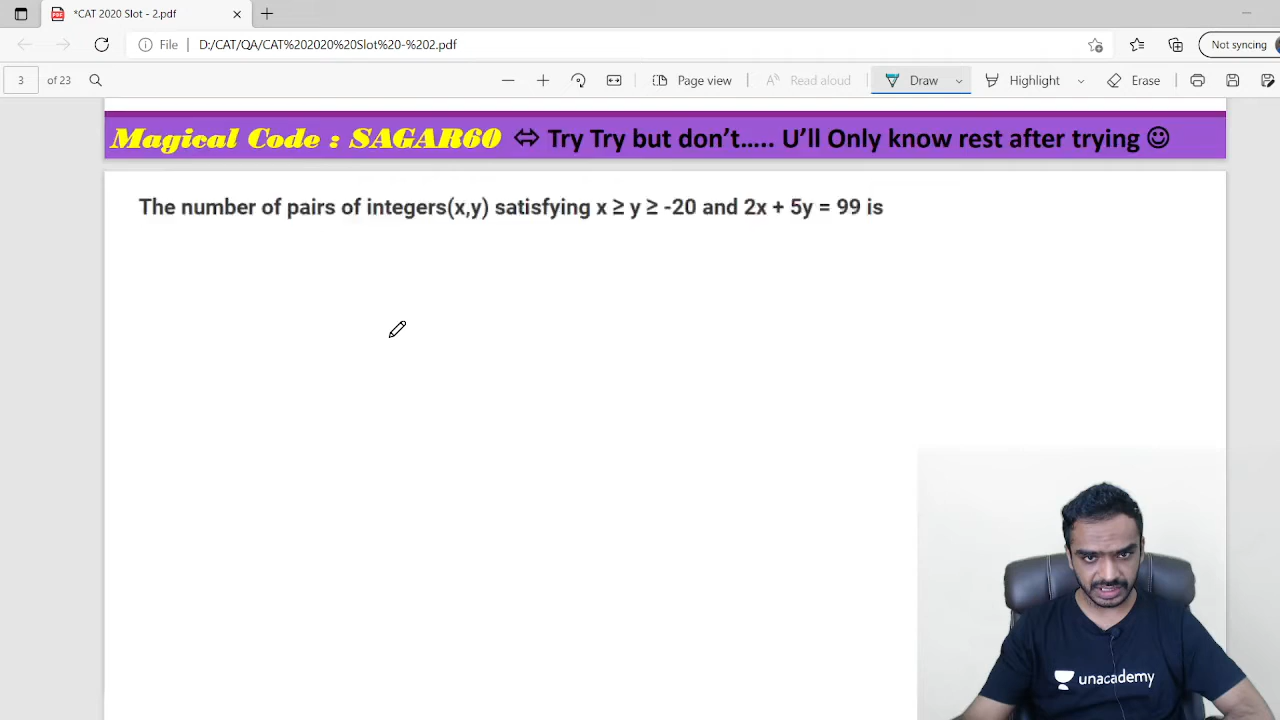 *CAT 2020 Slot - 2.pdf
File D:/CAT/QA/CAT%202020%20Slot%20-%202.pdf
Not syncing
3 of 23
Page view
Read aloud
Draw
Highlight
Erase
Magical Code : SAGAR60 ⇔ Try Try but don't..... U'll Only know rest after trying ☺
The number of pairs of integers(x,y) satisfying x ≥ y ≥ -20 and 2x + 5y = 99 is
unacademy